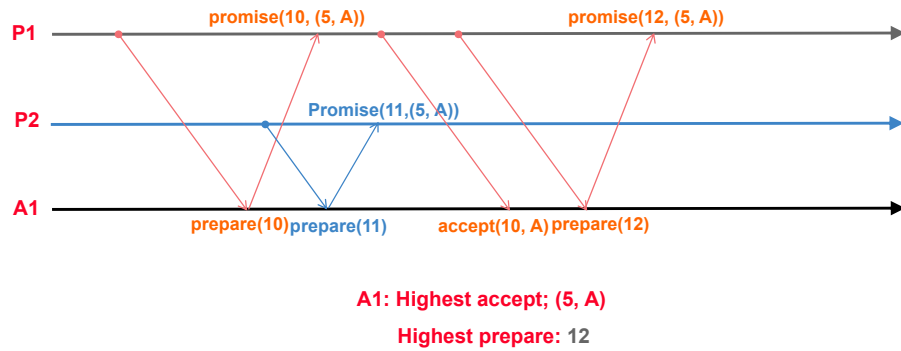 promise(10, (5, A))
promise(12, (5, A))
P1
Promise(11,(5, A))
P2
A1
prepare(10)
prepare(11)
accept(10, A)
prepare(12)
A1: Highest accept; (5, A)
Highest prepare: 12